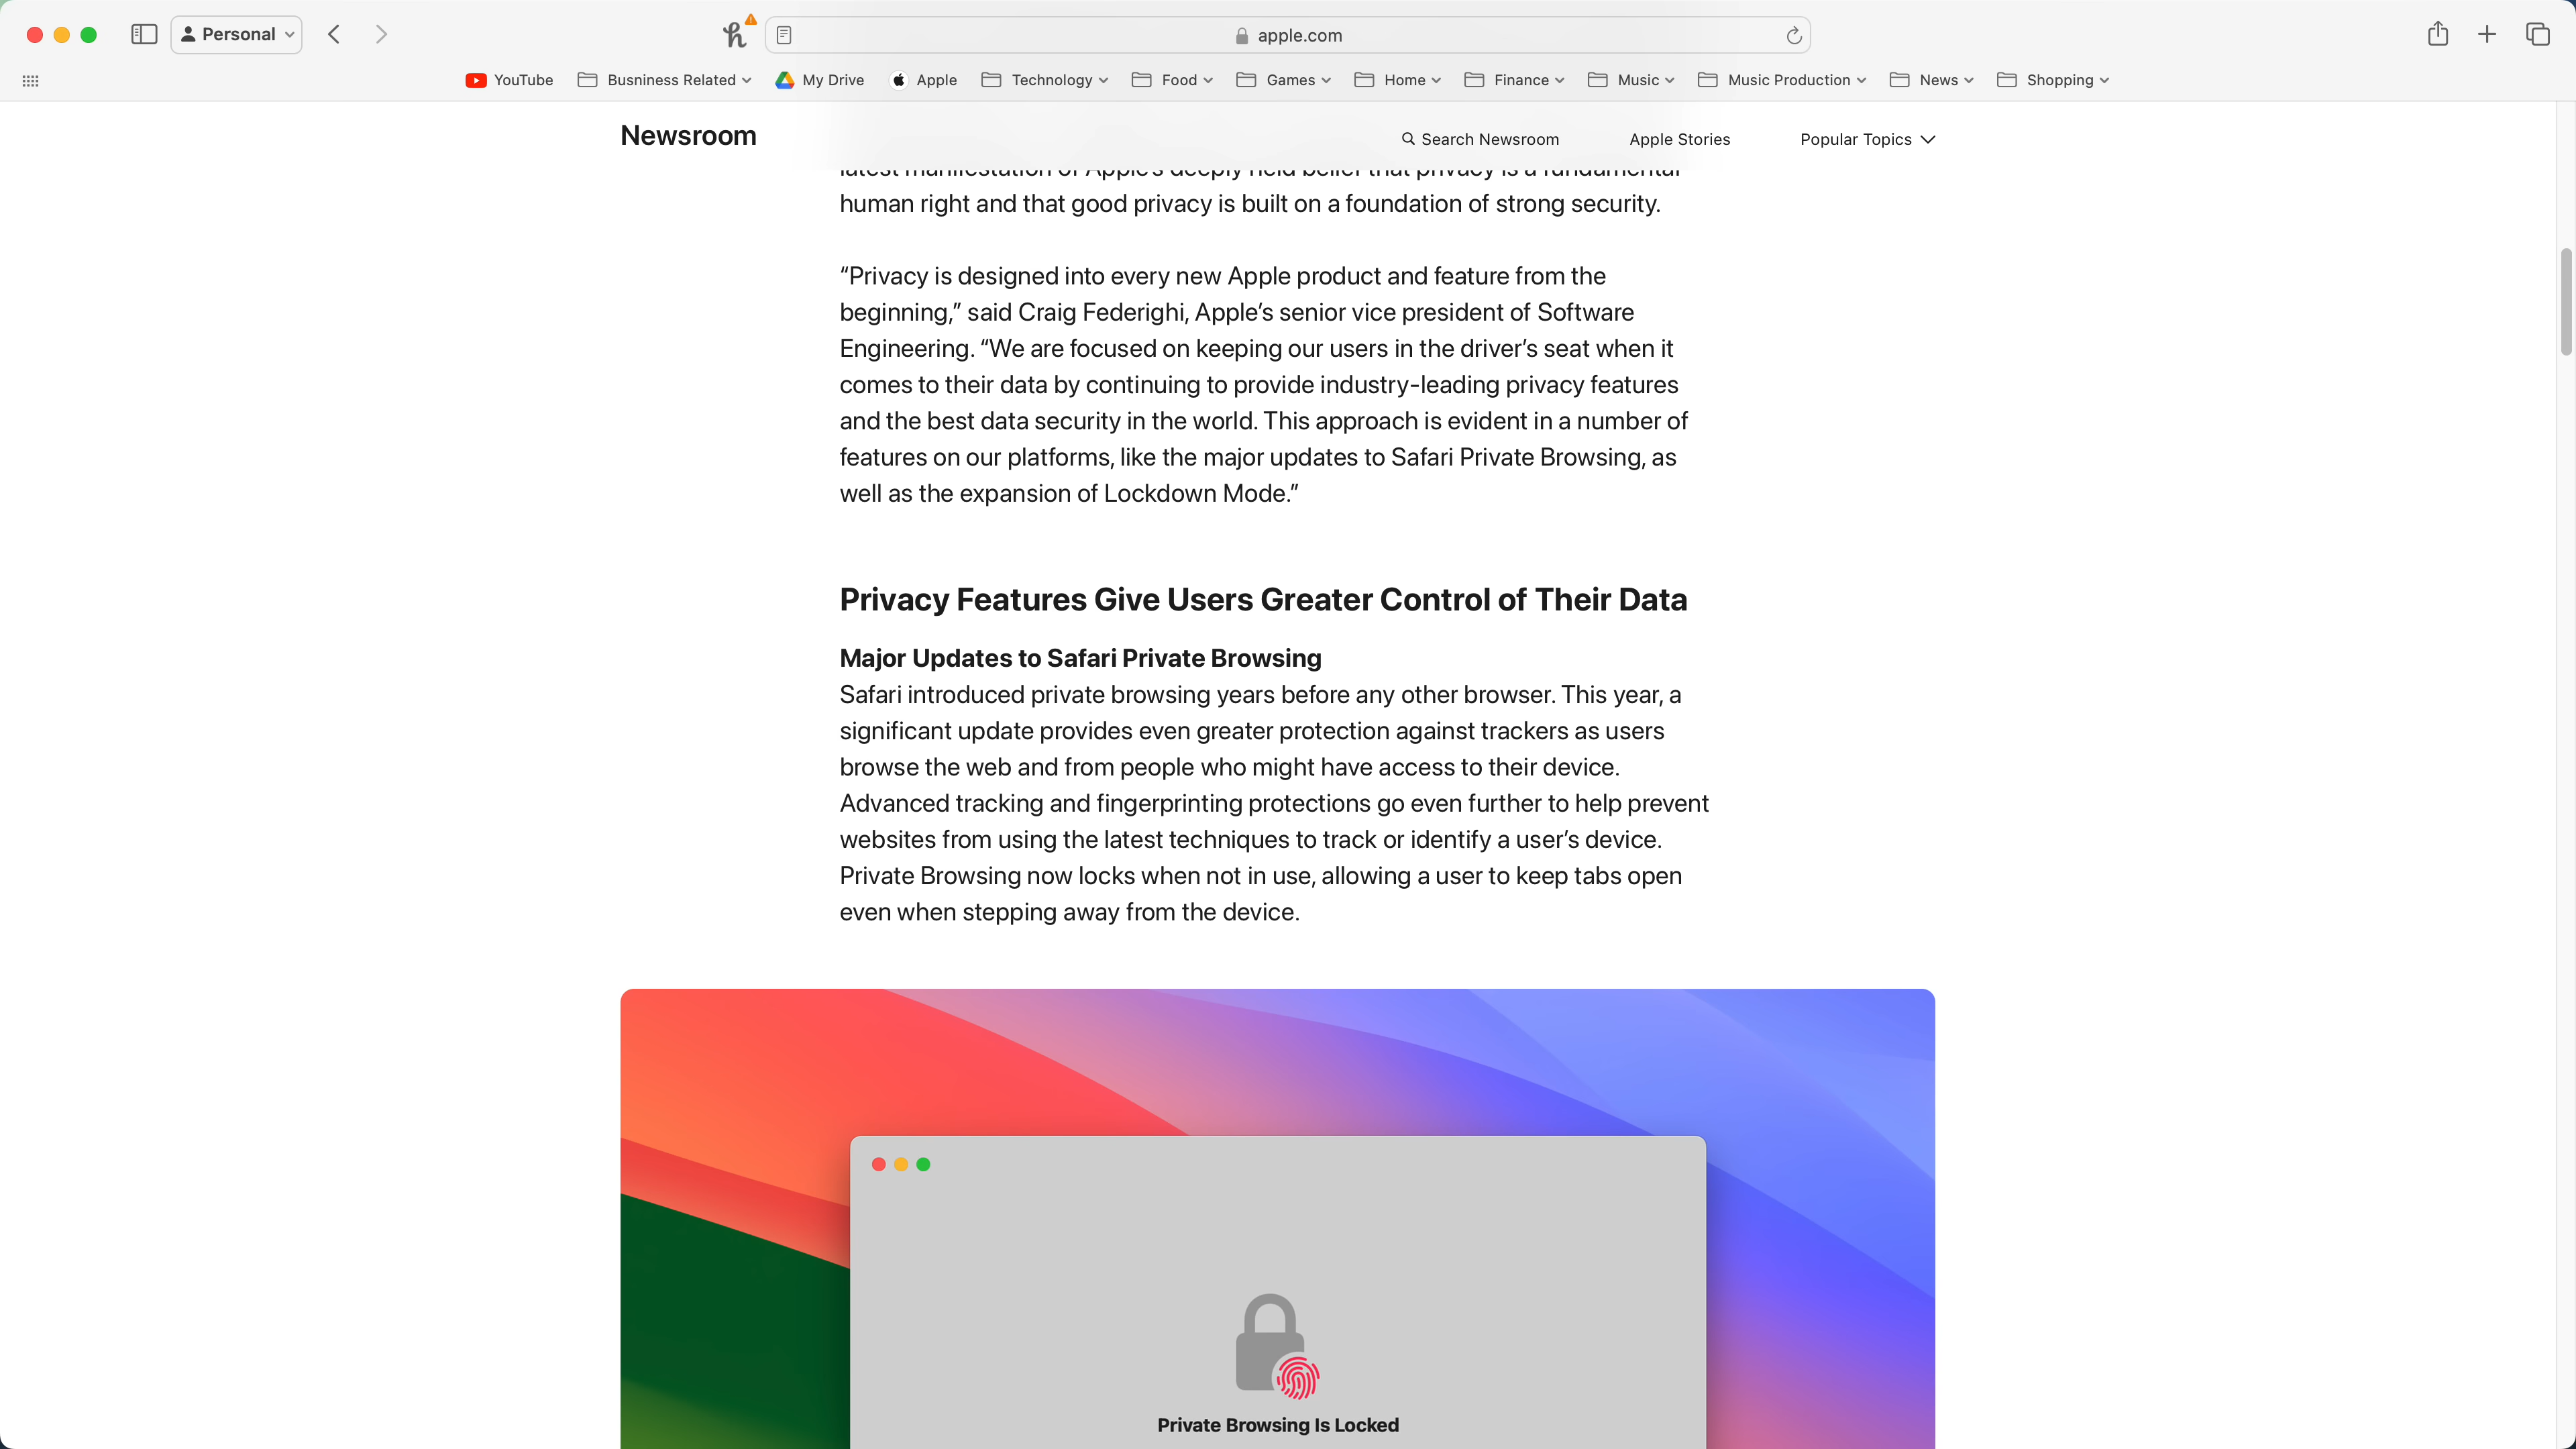 Personal
apple.com
YouTube Busniness Related My Drive Apple Technology Food Games Home Finance Music Music Production News Shopping
Newsroom Search Newsroom Apple Stories Popular Topics
latest manifestation of Apple's deeply held belief that privacy is a fundamental
human right and that good privacy is built on a foundation of strong security.
“Privacy is designed into every new Apple product and feature from the
beginning,” said Craig Federighi, Apple’s senior vice president of Software
Engineering. “We are focused on keeping our users in the driver’s seat when it
comes to their data by continuing to provide industry-leading privacy features
and the best data security in the world. This approach is evident in a number of
features on our platforms, like the major updates to Safari Private Browsing, as
well as the expansion of Lockdown Mode.”
Privacy Features Give Users Greater Control of Their Data
Major Updates to Safari Private Browsing
Safari introduced private browsing years before any other browser. This year, a
significant update provides even greater protection against trackers as users
browse the web and from people who might have access to their device.
Advanced tracking and fingerprinting protections go even further to help prevent
websites from using the latest techniques to track or identify a user’s device.
Private Browsing now locks when not in use, allowing a user to keep tabs open
even when stepping away from the device.
Private Browsing Is Locked